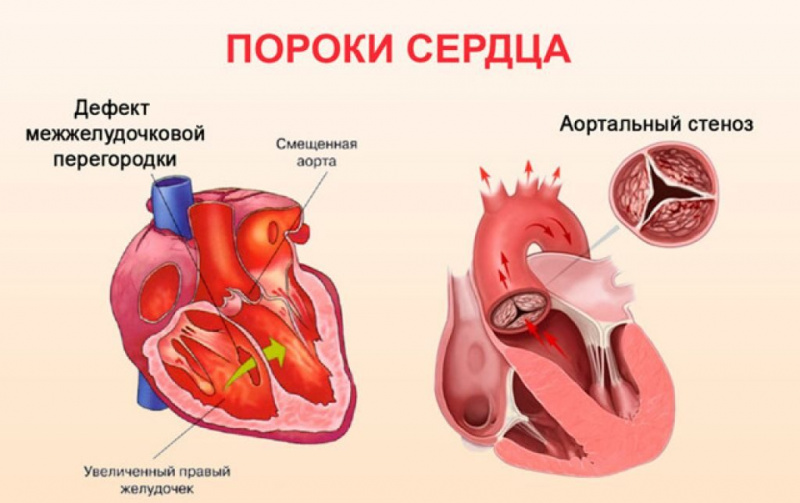 ПОРОКИ СЕРДЦА
Дефект
межжелудочковой
перегородки
Смещенная
аорта
Аортальный стеноз
Увеличенный правый
желудочек